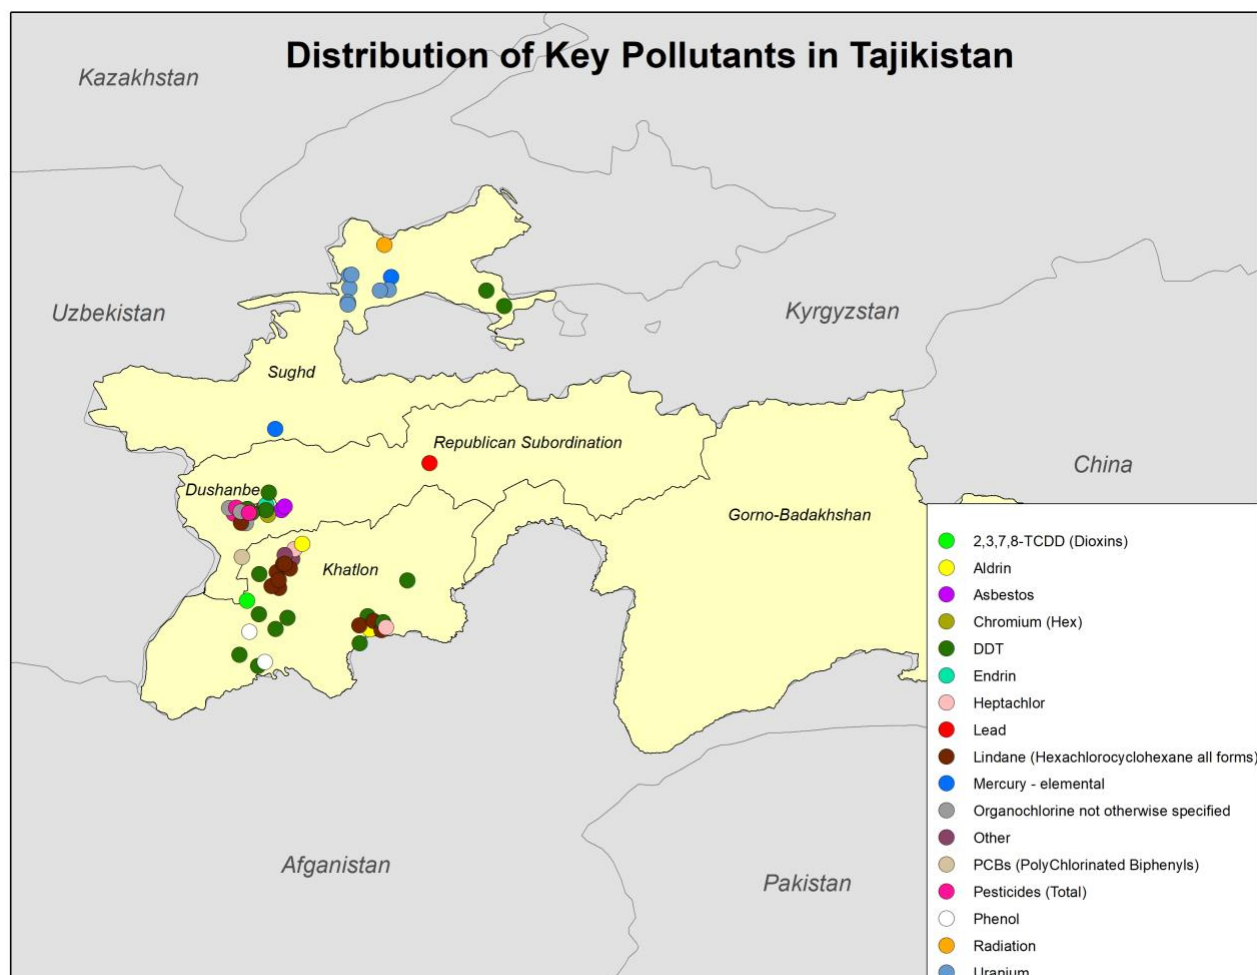 Distribution of Key Pollutants in Tajikistan
Kazakhstan
Uzbekistan
Kyrgyzstan
Sughd
Republican Subordination
China
Dushanbe
Gorno-Badakhshan
Khatlon
Afganistan
Pakistan
2,3,7,8-TCDD (Dioxins)
Aldrin
Asbestos
Chromium (Hex)
DDT
Endrin
Heptachlor
Lead
Lindane (Hexachlorocyclohexane all forms)
Mercury - elemental
Organochlorine not otherwise specified
Other
PCBs (PolyChlorinated Biphenyls)
Pesticides (Total)
Phenol
Radiation
Uranium